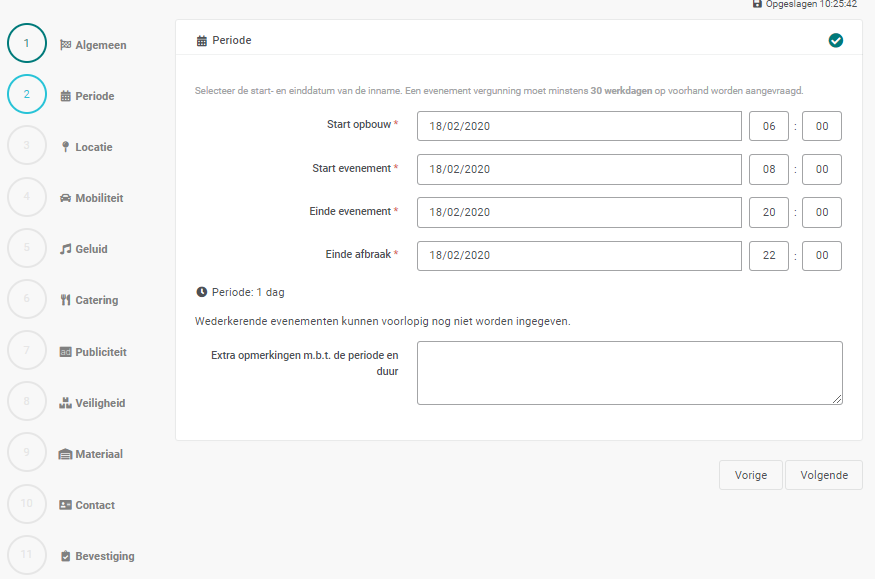 Opgeslagen 10:25:42
1 Algemeen
2 Periode
3 Locatie
4 Mobiliteit
5 Geluid
6 Catering
7 Publiciteit
8 Veiligheid
9 Materiaal
10 Contact
11 Bevestiging
Periode
Selecteer de start- en einddatum van de inname. Een evenement vergunning moet minstens 30 werkdagen op voorhand worden aangevraagd.
Start opbouw * 18/02/2020 06 : 00
Start evenement * 18/02/2020 08 : 00
Einde evenement * 18/02/2020 20 : 00
Einde afbraak * 18/02/2020 22 : 00
Periode: 1 dag
Wederkerende evenementen kunnen voorlopig nog niet worden ingegeven.
Extra opmerkingen m.b.t. de periode en
duur
Vorige Volgende